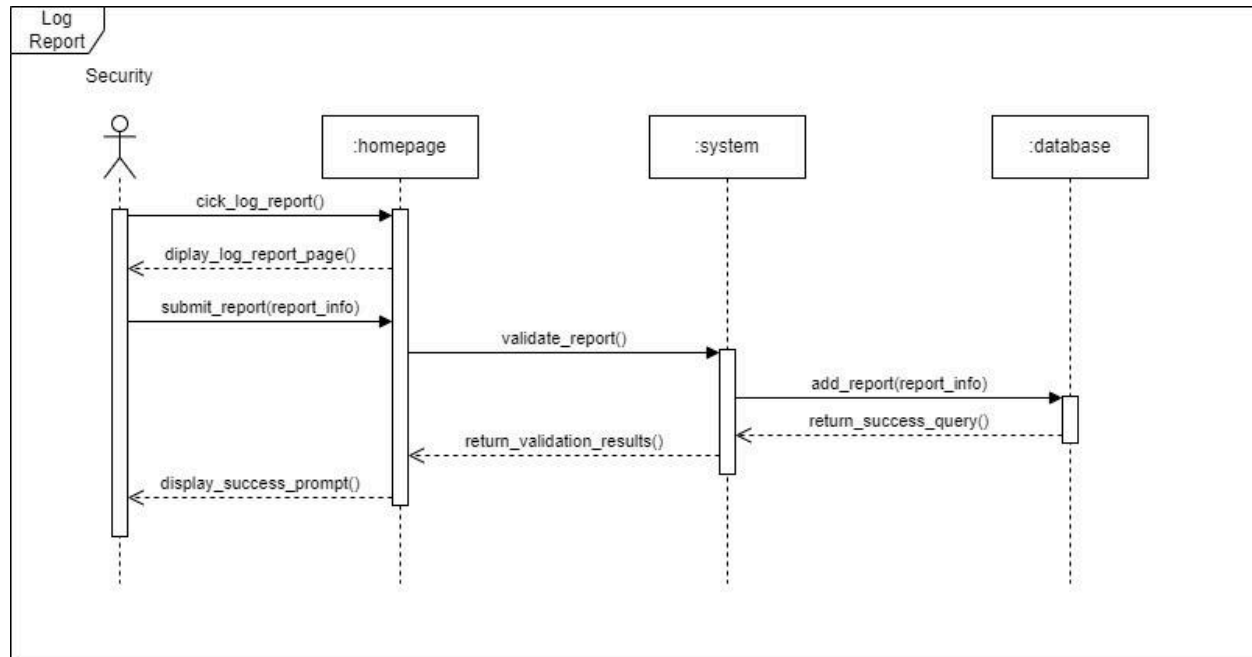 Log
Report
Security
:homepage
:system
:database
cick_log_report()
diplay_log_report_page()
submit_report(report_info)
validate_report()
add_report(report_info)
return_success_query()
return_validation_results()
display_success_prompt()